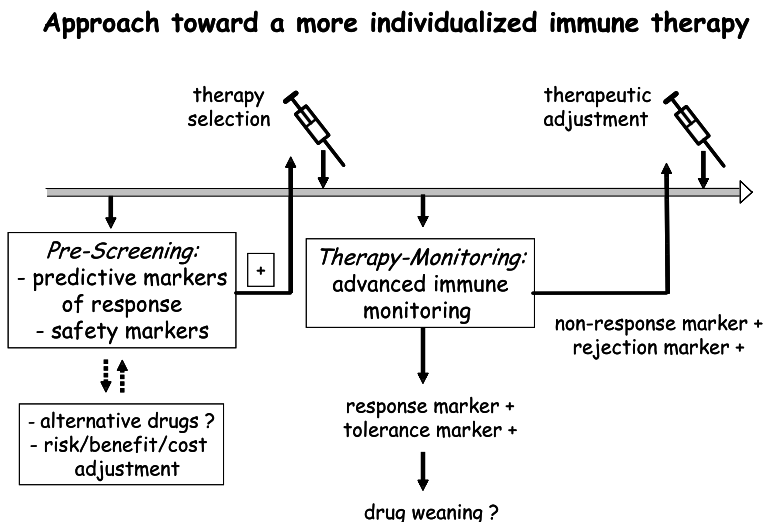 Approach toward a more individualized immune therapy
therapy
selection
therapeutic
adjustment
Pre-Screening:
- predictive markers
of response
- safety markers
+
Therapy-Monitoring:
advanced immune
monitoring
non-response marker +
rejection marker +
- alternative drugs ?
- risk/benefit/cost
adjustment
response marker +
tolerance marker +
drug weaning ?